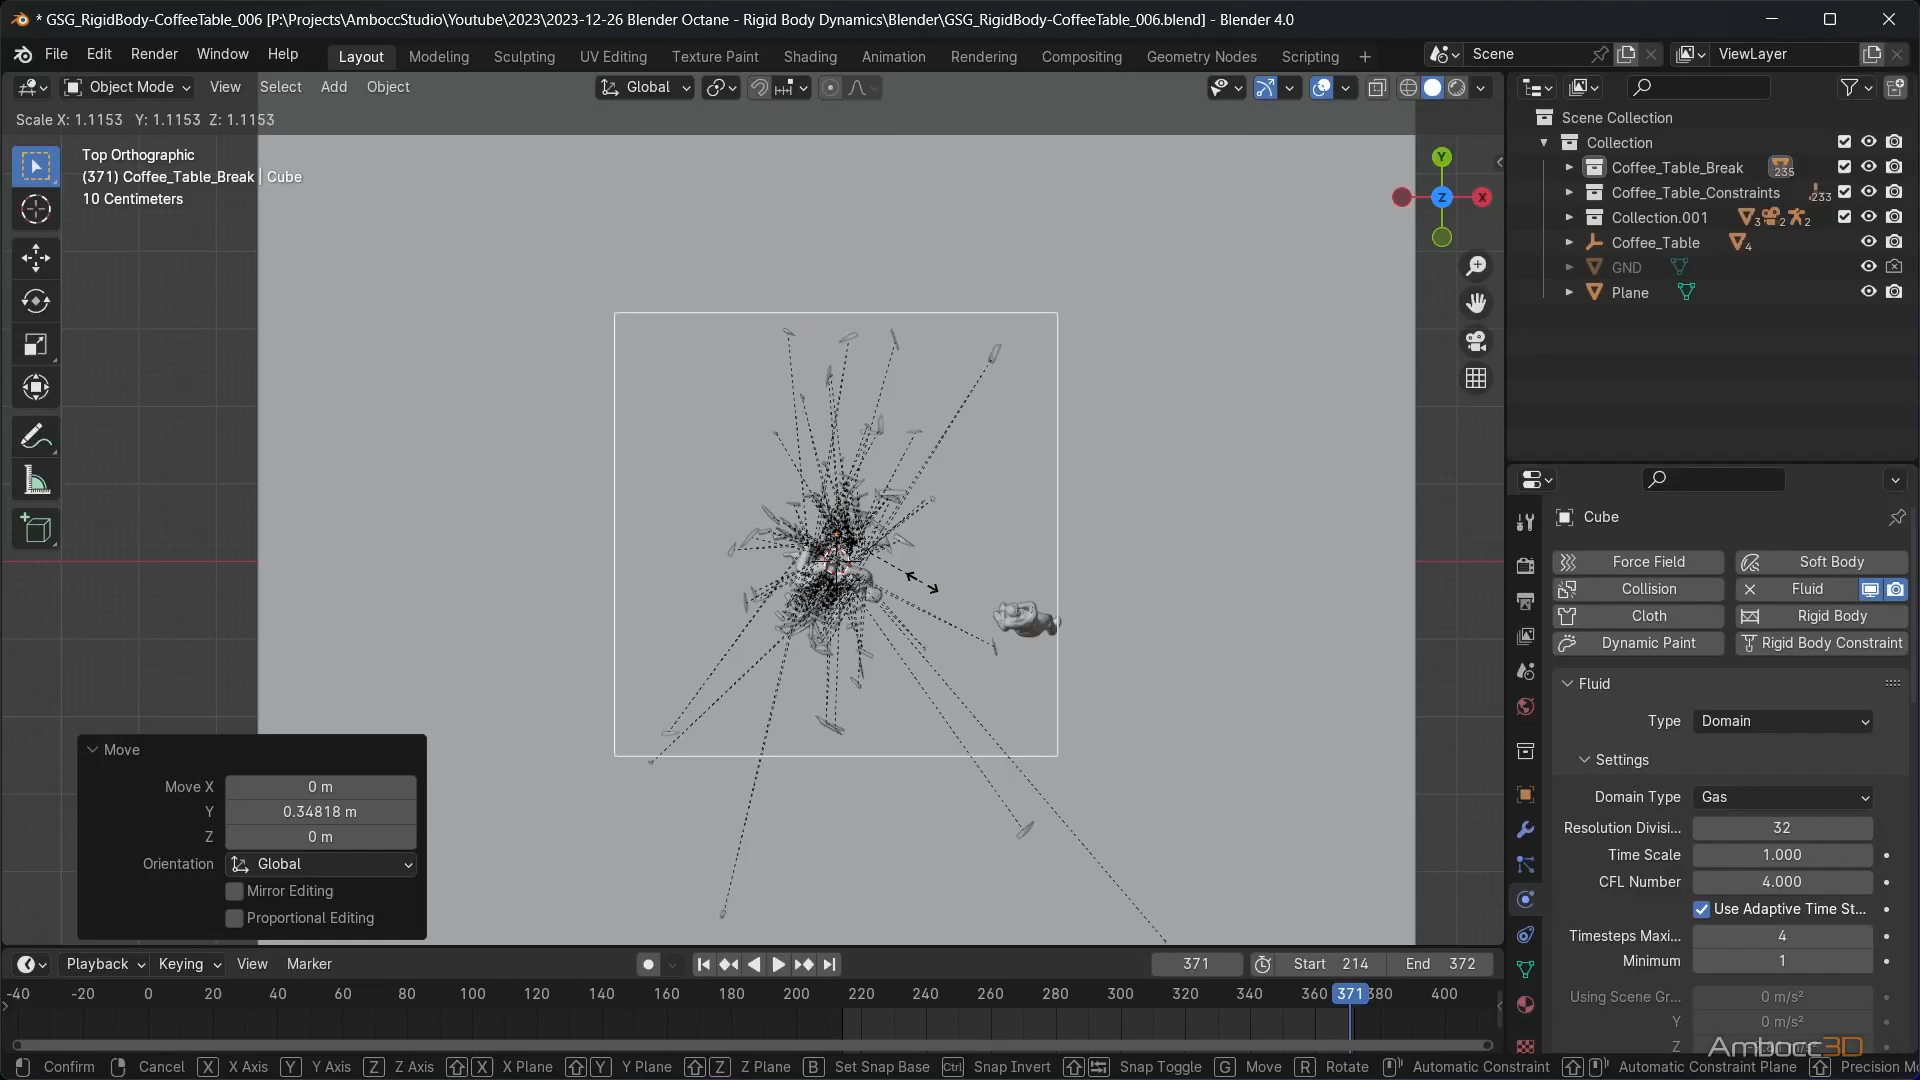 * GSG_RigidBody-CoffeeTable_006 [P:\Projects\AmboccStudio\Youtube\2023\2023-12-26 Blender Octane - Rigid Body Dynamics\Blender\GSG_RigidBody-CoffeeTable_006.blend] - Blender 4.0
File Edit Render Window Help Layout Modeling Sculpting UV Editing Texture Paint Shading Animation Rendering Compositing Geometry Nodes Scripting + Scene ViewLayer
Object Mode View Select Add Object Global
Scale X: 1.1153 Y: 1.1153 Z: 1.1153
Top Orthographic
(371) Coffee_Table_Break | Cube
10 Centimeters
Y
X
Z
Scene Collection
Collection
Coffee_Table_Break 235
Coffee_Table_Constraints 233
Collection.001 3 2 2
Coffee_Table 4
GND
Plane
Cube
Force Field Soft Body
Collision Fluid
Cloth Rigid Body
Dynamic Paint Rigid Body Constraint
Fluid
Type Domain
Settings
Domain Type Gas
Resolution Divisi... 32
Time Scale 1.000
CFL Number 4.000
Use Adaptive Time St...
Timesteps Maxi... 4
Minimum 1
Using Scene Gr... 0 m/s²
Y 0 m/s²
Z
Ambocc3D
Move
Move X 0 m
Y 0.34818 m
Z 0 m
Orientation Global
Mirror Editing
Proportional Editing
Playback Keying View Marker 371 Start 214 End 372
-40 -20 0 20 40 60 80 100 120 140 160 180 200 220 240 260 280 300 320 340 360 371 380 400
Confirm Cancel X X Axis Y Y Axis Z Z Axis X X Plane Y Y Plane Z Z Plane B Set Snap Base Ctrl Snap Invert Snap Toggle G Move R Rotate Automatic Constraint Automatic Constraint Plane Precision Mo